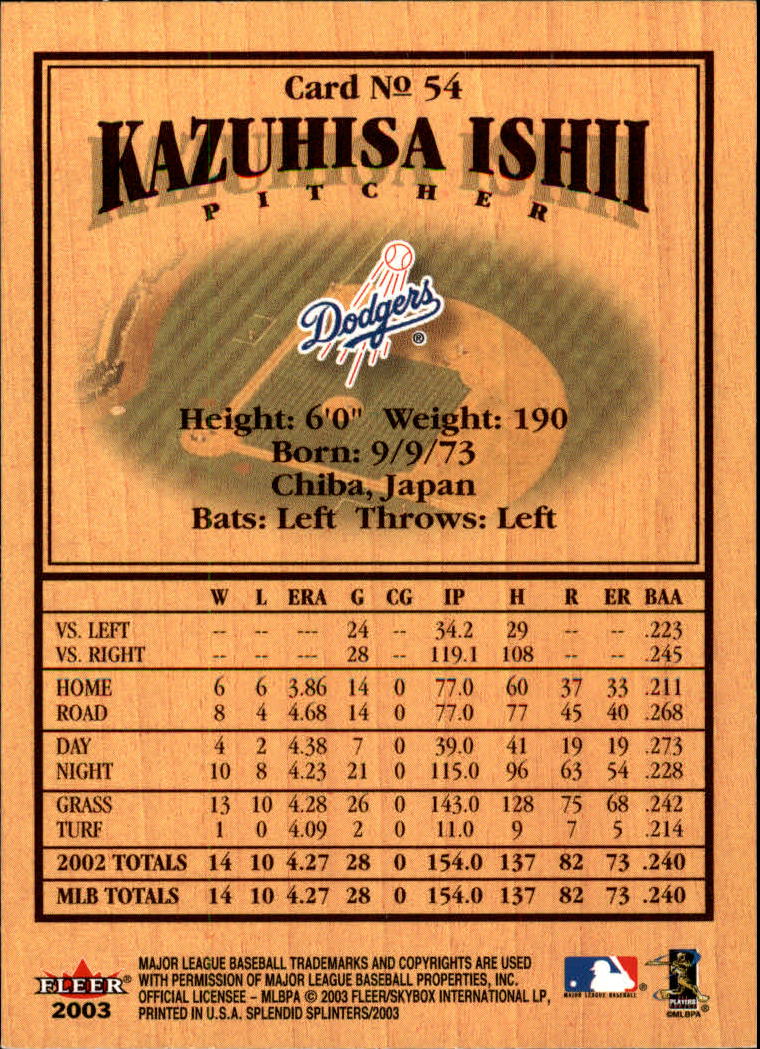 Card Nº 54
KAZUHISA ISHII
PITCHER
Dodgers ®
Height: 6'0" Weight: 190
Born: 9/9/73
Chiba, Japan
Bats: Left Throws: Left
W L ERA G CG IP H R ER BAA
VS. LEFT -- -- --- 24 -- 34.2 29 -- -- .223
VS. RIGHT -- -- --- 28 -- 119.1 108 -- -- .245
HOME 6 6 3.86 14 0 77.0 60 37 33 .211
ROAD 8 4 4.68 14 0 77.0 77 45 40 .268
DAY 4 2 4.38 7 0 39.0 41 19 19 .273
NIGHT 10 8 4.23 21 0 115.0 96 63 54 .228
GRASS 13 10 4.28 26 0 143.0 128 75 68 .242
TURF 1 0 4.09 2 0 11.0 9 7 5 .214
2002 TOTALS 14 10 4.27 28 0 154.0 137 82 73 .240
MLB TOTALS 14 10 4.27 28 0 154.0 137 82 73 .240
FLEER®
2003
MAJOR LEAGUE BASEBALL TRADEMARKS AND COPYRIGHTS ARE USED
WITH PERMISSION OF MAJOR LEAGUE BASEBALL PROPERTIES, INC.
OFFICIAL LICENSEE – MLBPA © 2003 FLEER/SKYBOX INTERNATIONAL LP,
PRINTED IN U.S.A. SPLENDID SPLINTERS/2003
MAJOR LEAGUE BASEBALL
PLAYERS
©MLBPA